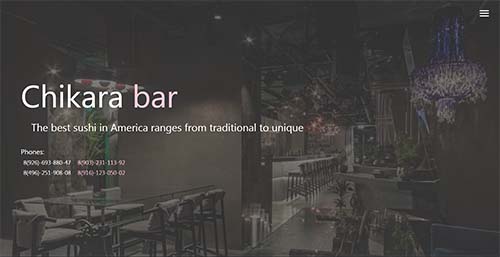 Chikara bar
The best sushi in America ranges from traditional to unique
Phones:
8(926)-693-880-47 8(903)-231-113-92
8(496)-251-908-08 8(916)-123-050-02